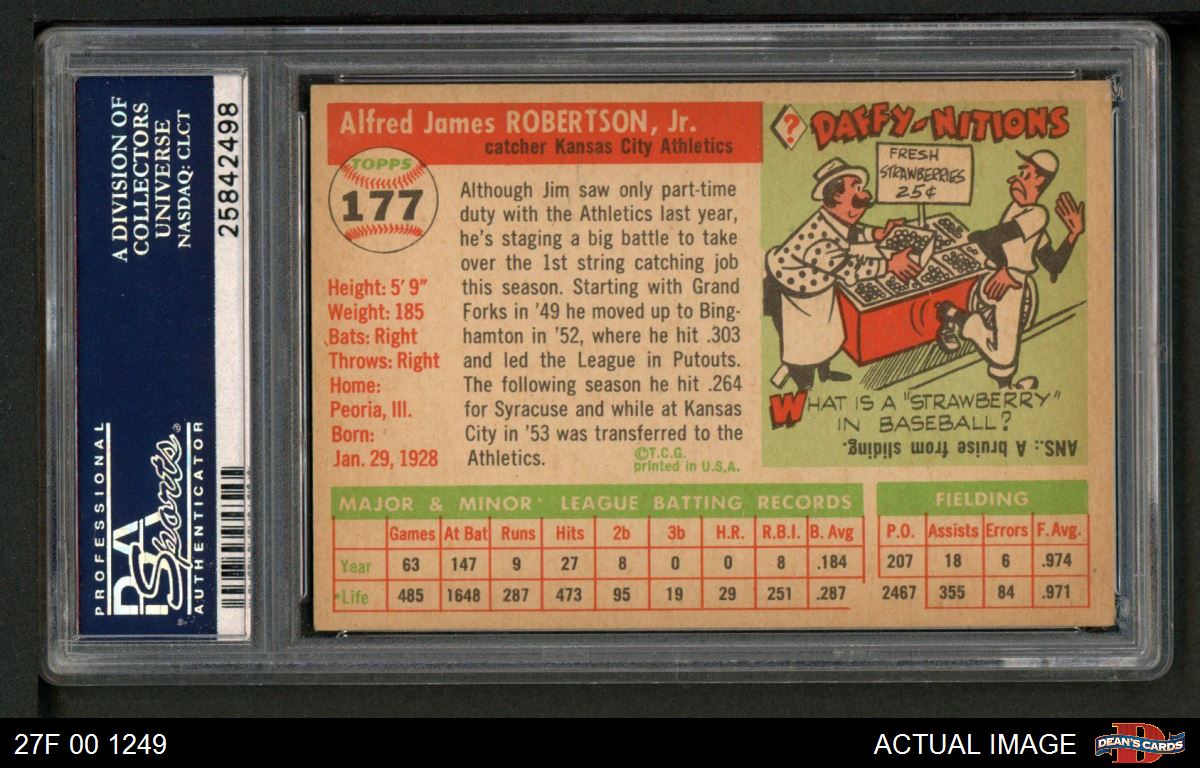 A DIVISION OF
COLLECTORS
UNIVERSE
NASDAQ: CLCT
25842498
PROFESSIONAL
PSA
Sports
AUTHENTICATOR
Alfred James ROBERTSON, Jr.
catcher Kansas City Athletics
TOPPS
177
Height: 5' 9"
Weight: 185
Bats: Right
Throws: Right
Home:
Peoria, Ill.
Born:
Jan. 29, 1928
Although Jim saw only part-time
duty with the Athletics last year,
he's staging a big battle to take
over the 1st string catching job
this season. Starting with Grand
Forks in '49 he moved up to Bing-
hamton in '52, where he hit .303
and led the League in Putouts.
The following season he hit .264
for Syracuse and while at Kansas
City in '53 was transferred to the
Athletics.
©T.C.G.
printed in U.S.A.
? DAFFY-NITIONS
FRESH
STRAWBERRIES
25¢
WHAT IS A "STRAWBERRY"
IN BASEBALL?
ANS.: A bruise from sliding.
MAJOR & MINOR* LEAGUE BATTING RECORDS
Games At Bat Runs Hits 2b 3b H.R. R.B.I. B. Avg
Year 63 147 9 27 8 0 0 8 .184
*Life 485 1648 287 473 95 19 29 251 .287
FIELDING
P.O. Assists Errors F. Avg.
207 18 6 .974
2467 355 84 .971
27F 00 1249
ACTUAL IMAGE
D
DEAN'S CARDS